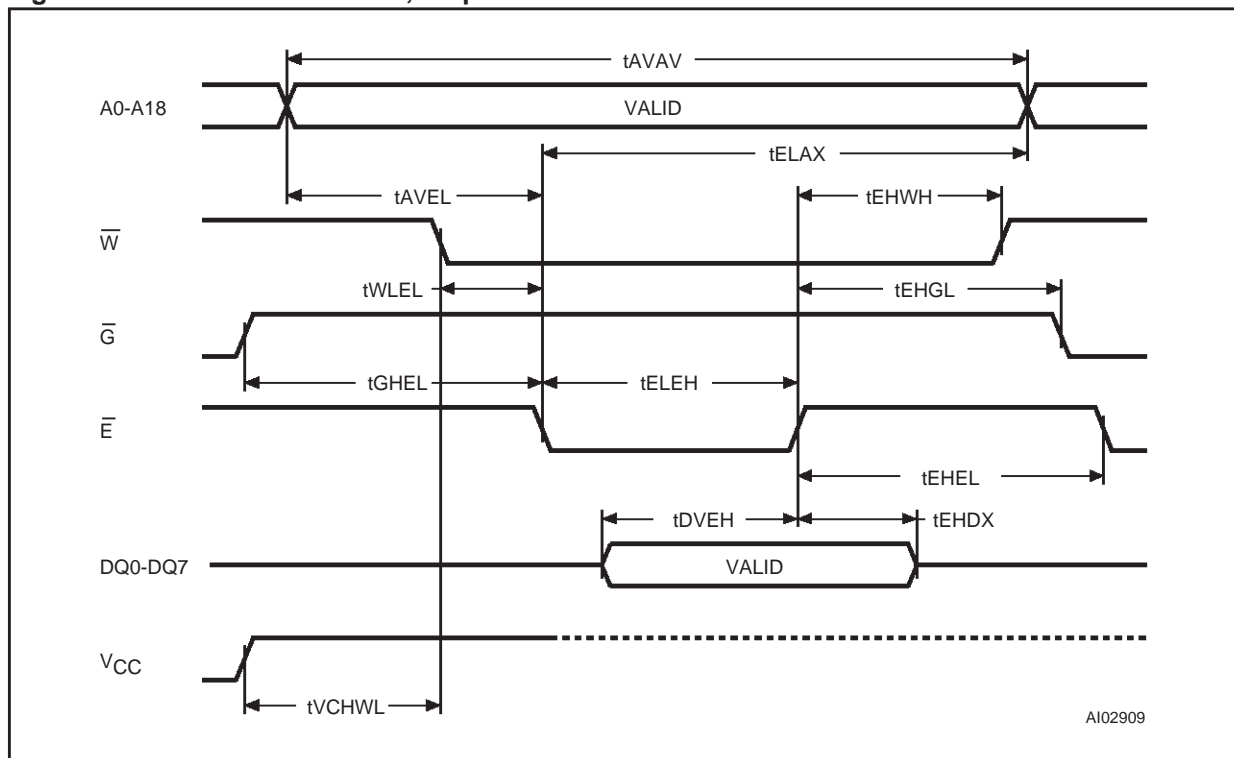 tAVAV
A0-A18
VALID
tELAX
tAVEL
tEHWH
W
tWLEL
tEHGL
G
tGHEL
tELEH
E
tEHEL
tDVEH
tEHDX
DQ0-DQ7
VALID
VCC
tVCHWL
AI02909